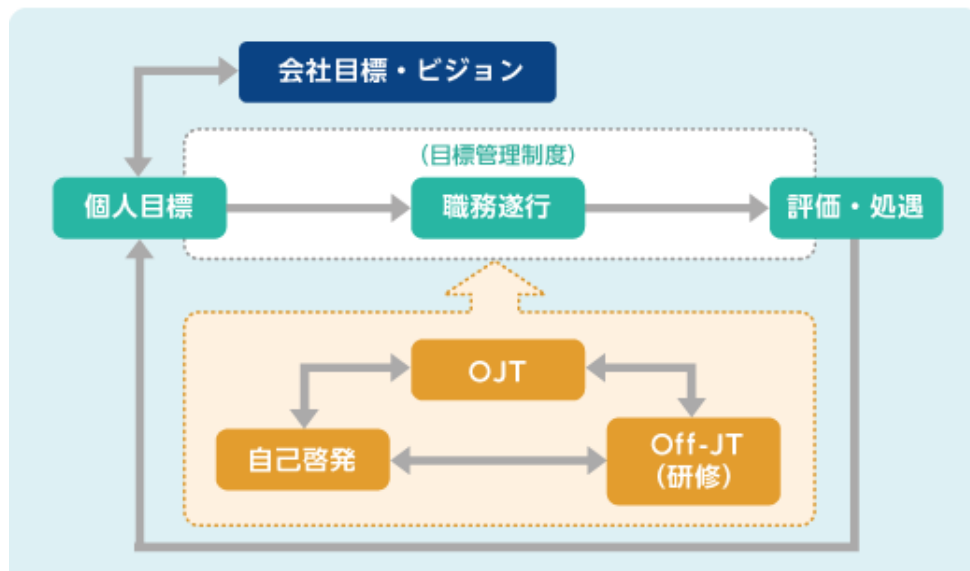 会社目標・ビジョン
(目標管理制度)
個人目標
職務遂行
評価・処遇
OJT
自己啓発
Off-JT
(研修)